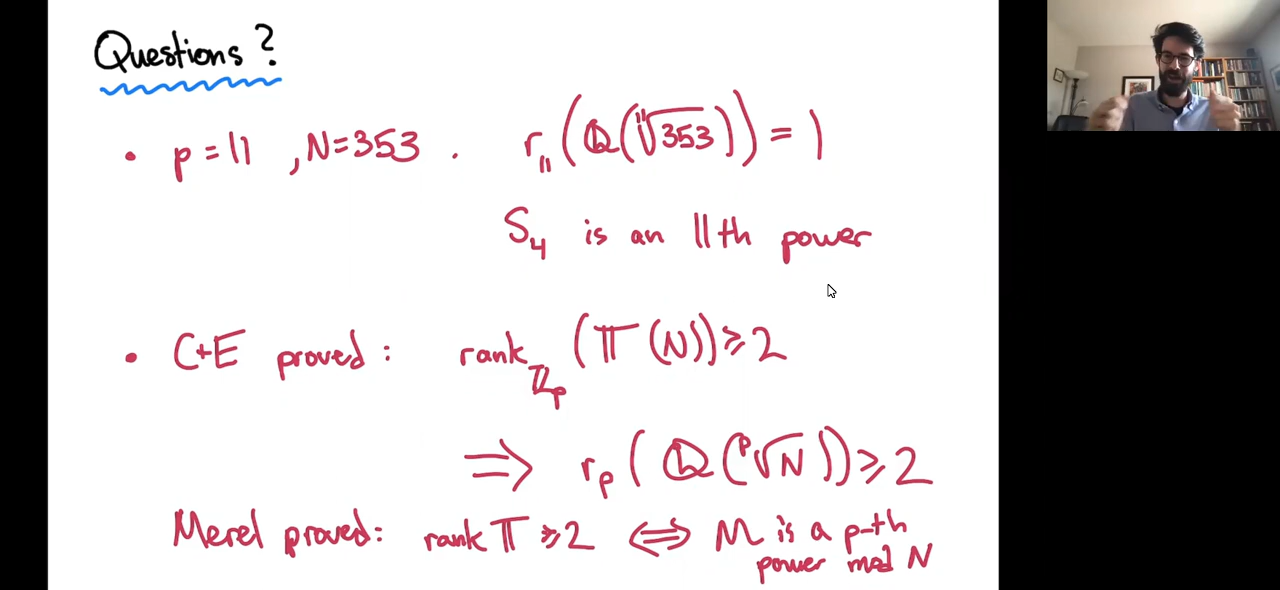 Questions?
• p = 11, N = 353. r₁₁(ℚ(¹¹√353)) = 1
S₄ is an 11th power
• C+E proved: rank_ℤₚ(𝕋(N)) ≥ 2
⇒ rₚ(ℚ(ᵖ√N)) ≥ 2
Merel proved: rank 𝕋 ≥ 2 ⇔ M is a p-th
power mod N